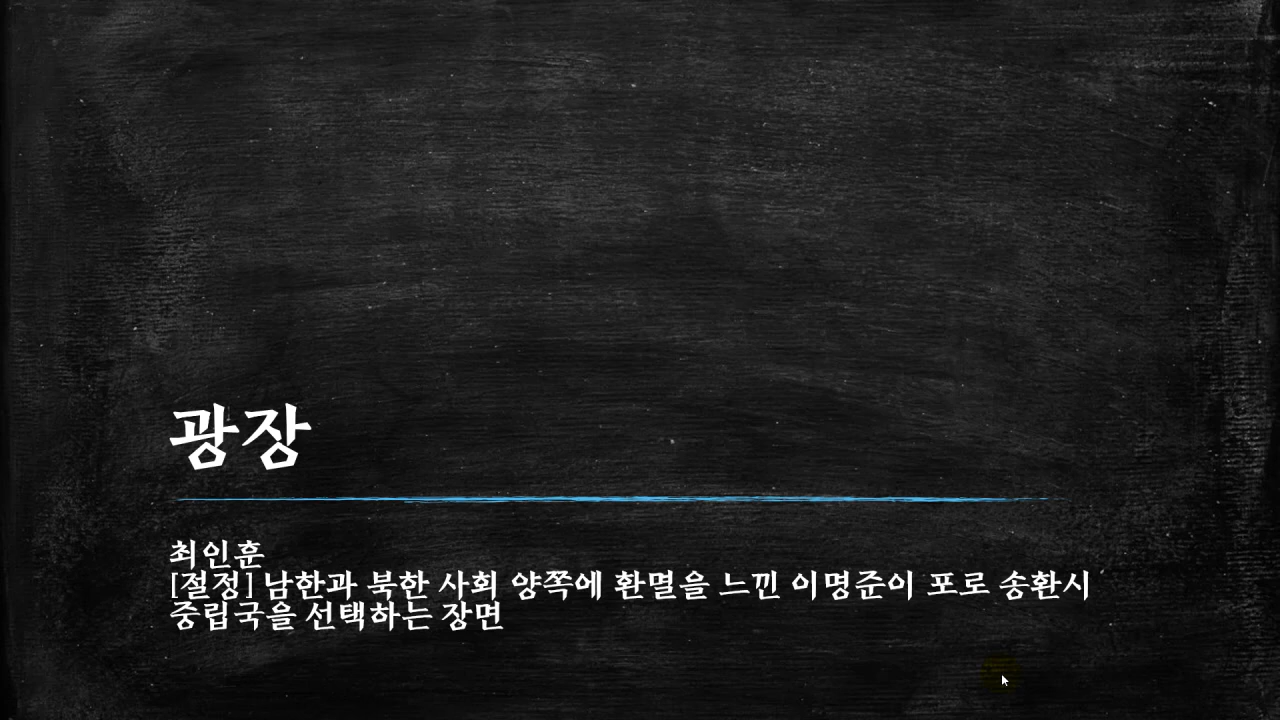 광장
최인훈
[절정] 남한과 북한 사회 양쪽에 환멸을 느낀 이명준이 포로 송환시
중립국을 선택하는 장면